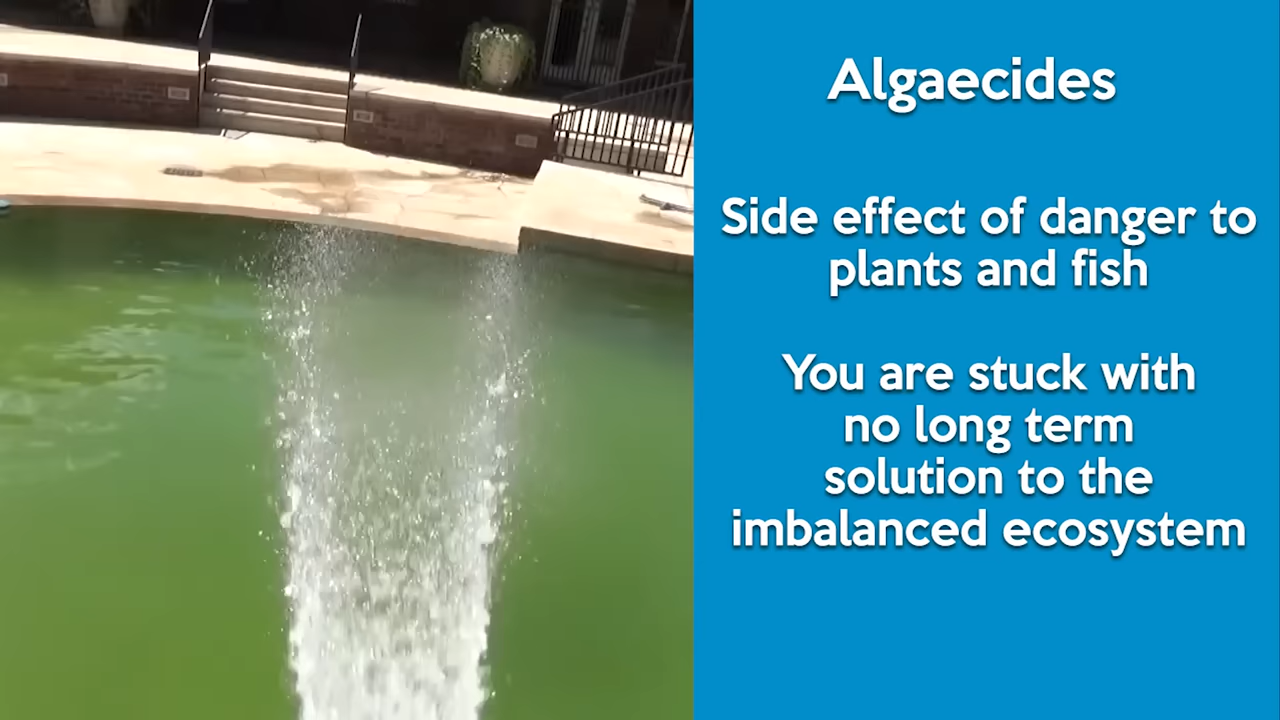 Algaecides
Side effect of danger to
plants and fish
You are stuck with
no long term
solution to the
imbalanced ecosystem